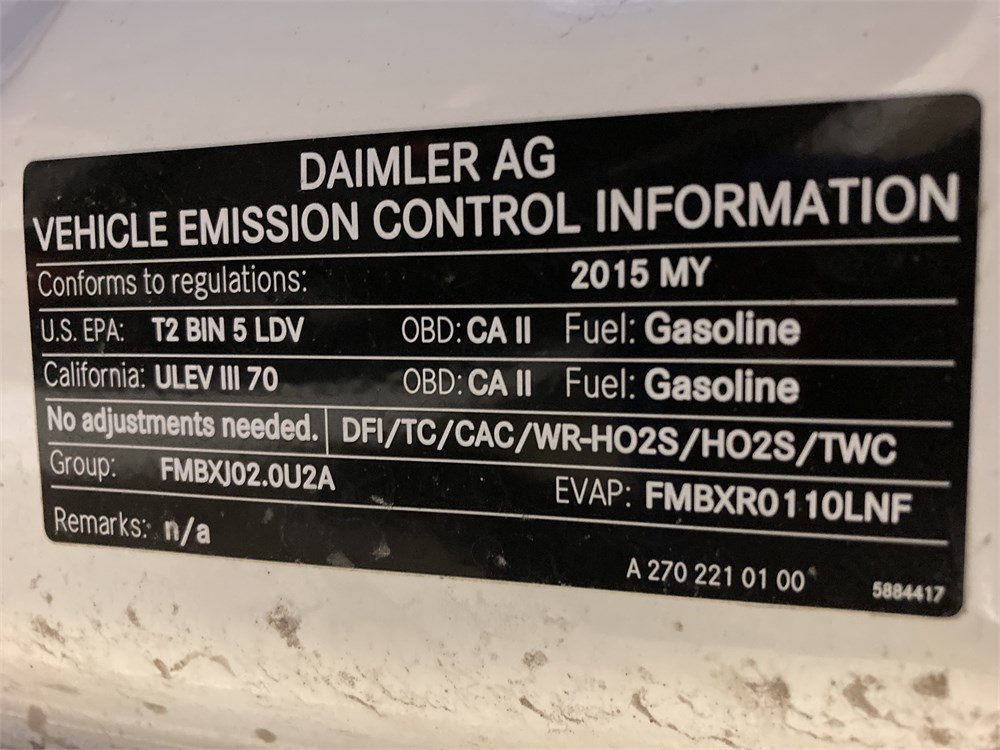 DAIMLER AG
VEHICLE EMISSION CONTROL INFORMATION
Conforms to regulations: 2015 MY
U.S. EPA: T2 BIN 5 LDV OBD: CA II Fuel: Gasoline
California: ULEV III 70 OBD: CA II Fuel: Gasoline
No adjustments needed. DFI/TC/CAC/WR-HO2S/HO2S/TWC
Group: FMBXJ02.0U2A EVAP: FMBXR0110LNF
Remarks: n/a
A 270 221 01 00 5884417